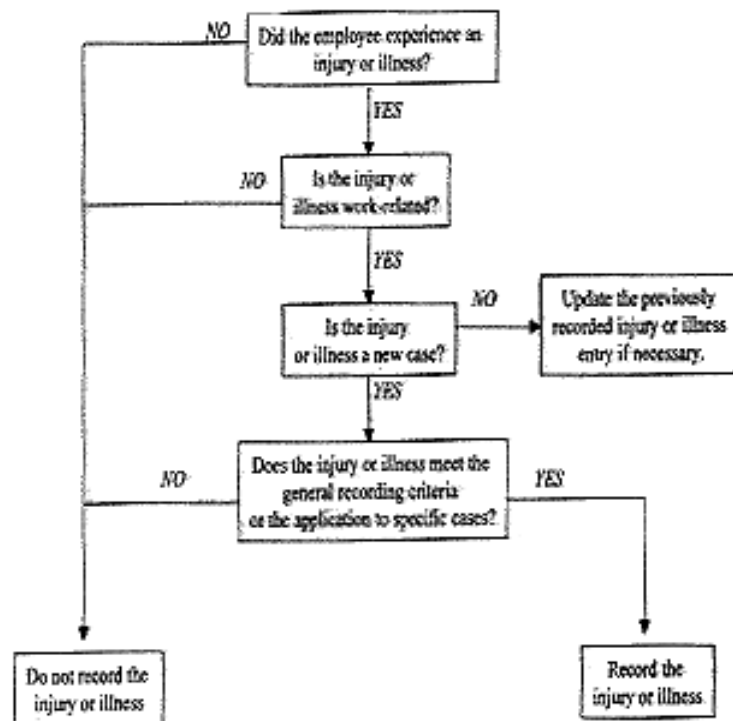 NO
Did the employee experience an
injury or illness?
YES
NO
Is the injury or
illness work-related?
YES
Is the injury
or illness a new case?
NO
Update the previously
recorded injury or illness
entry if necessary.
YES
NO
Does the injury or illness meet the
general recording criteria
or the application to specific cases?
YES
Do not record the
injury or illness
Record the
injury or illness.